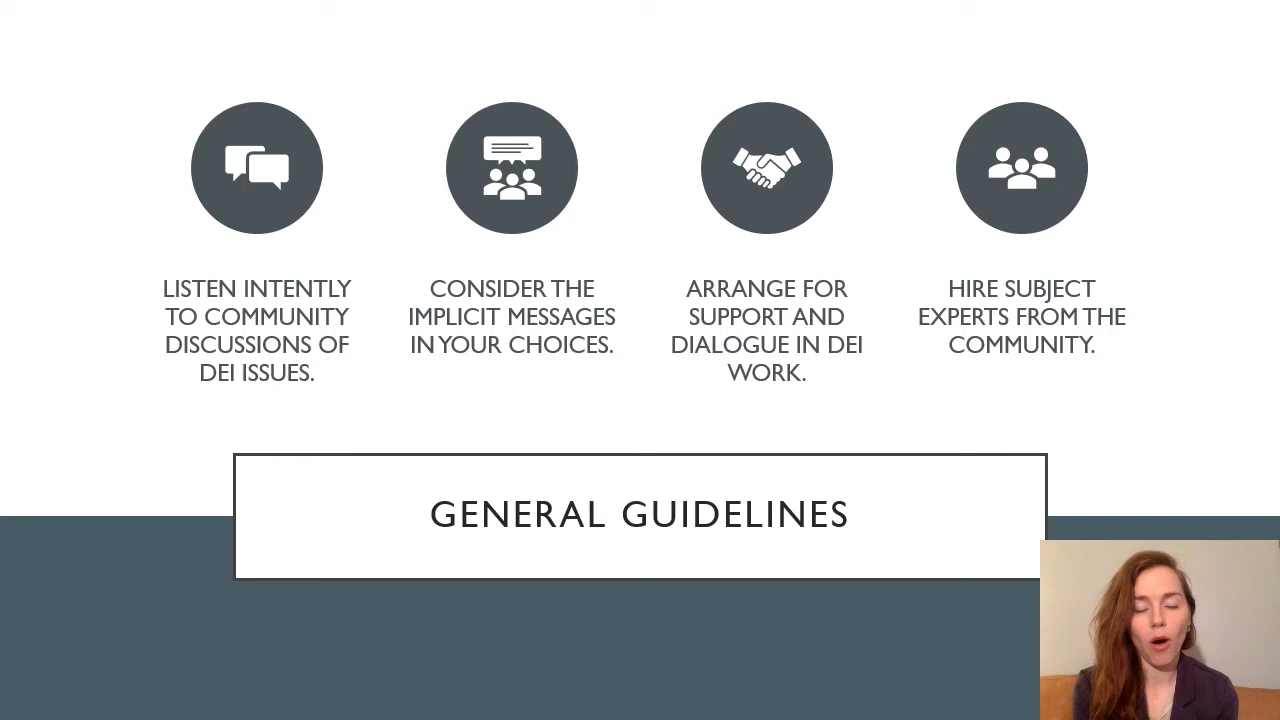 LISTEN INTENTLY
TO COMMUNITY
DISCUSSIONS OF
DEI ISSUES.
CONSIDER THE
IMPLICIT MESSAGES
IN YOUR CHOICES.
ARRANGE FOR
SUPPORT AND
DIALOGUE IN DEI
WORK.
HIRE SUBJECT
EXPERTS FROM THE
COMMUNITY.
GENERAL GUIDELINES